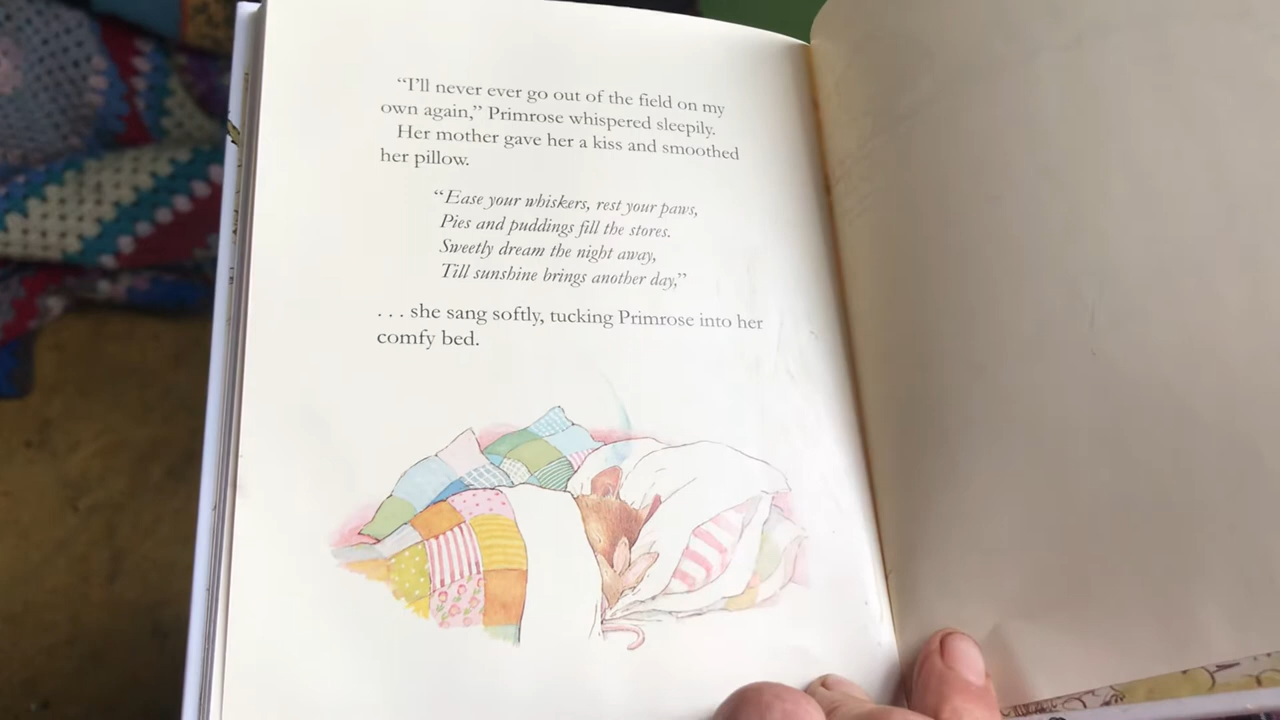 “I’ll never ever go out of the field on my
own again,” Primrose whispered sleepily.
Her mother gave her a kiss and smoothed
her pillow.
“Ease your whiskers, rest your paws,
Pies and puddings fill the stores.
Sweetly dream the night away,
Till sunshine brings another day,”
. . . she sang softly, tucking Primrose into her
comfy bed.